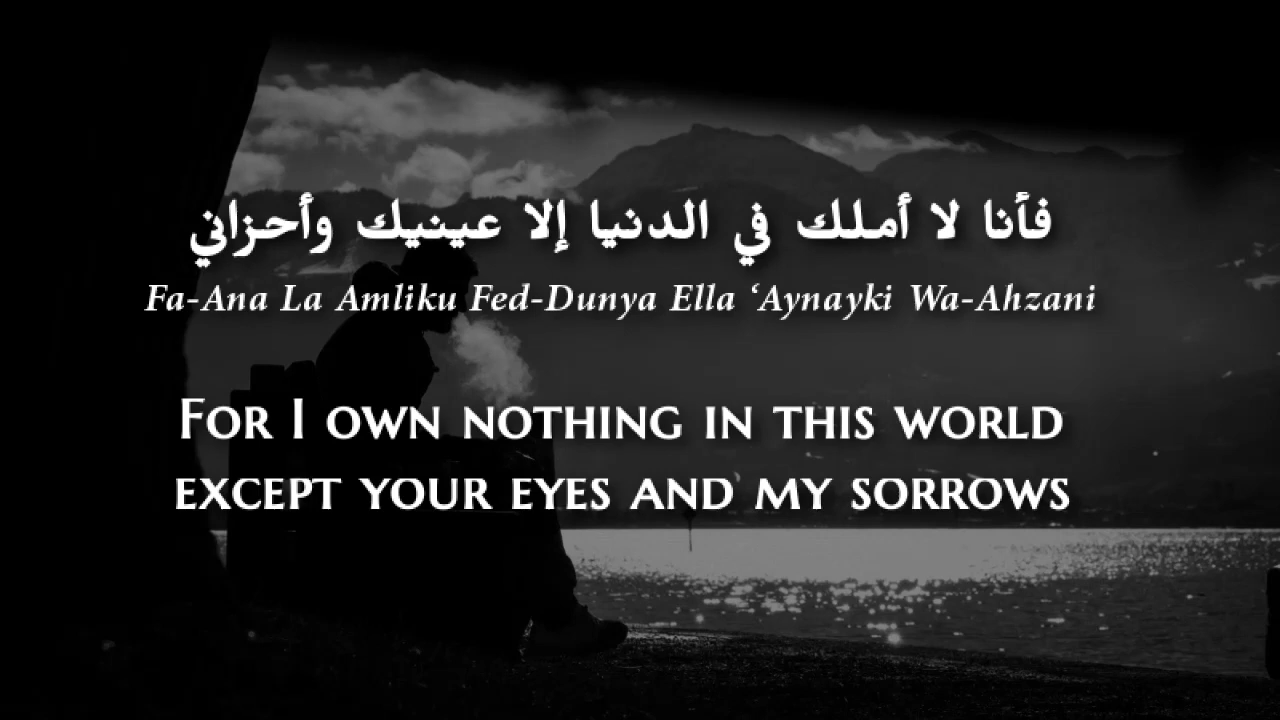 فأنا لا أملك في الدنيا إلا عينيك وأحزاني
Fa-Ana La Amliku Fed-Dunya Ella ‘Aynayki Wa-Ahzani
For I own nothing in this world
except your eyes and my sorrows